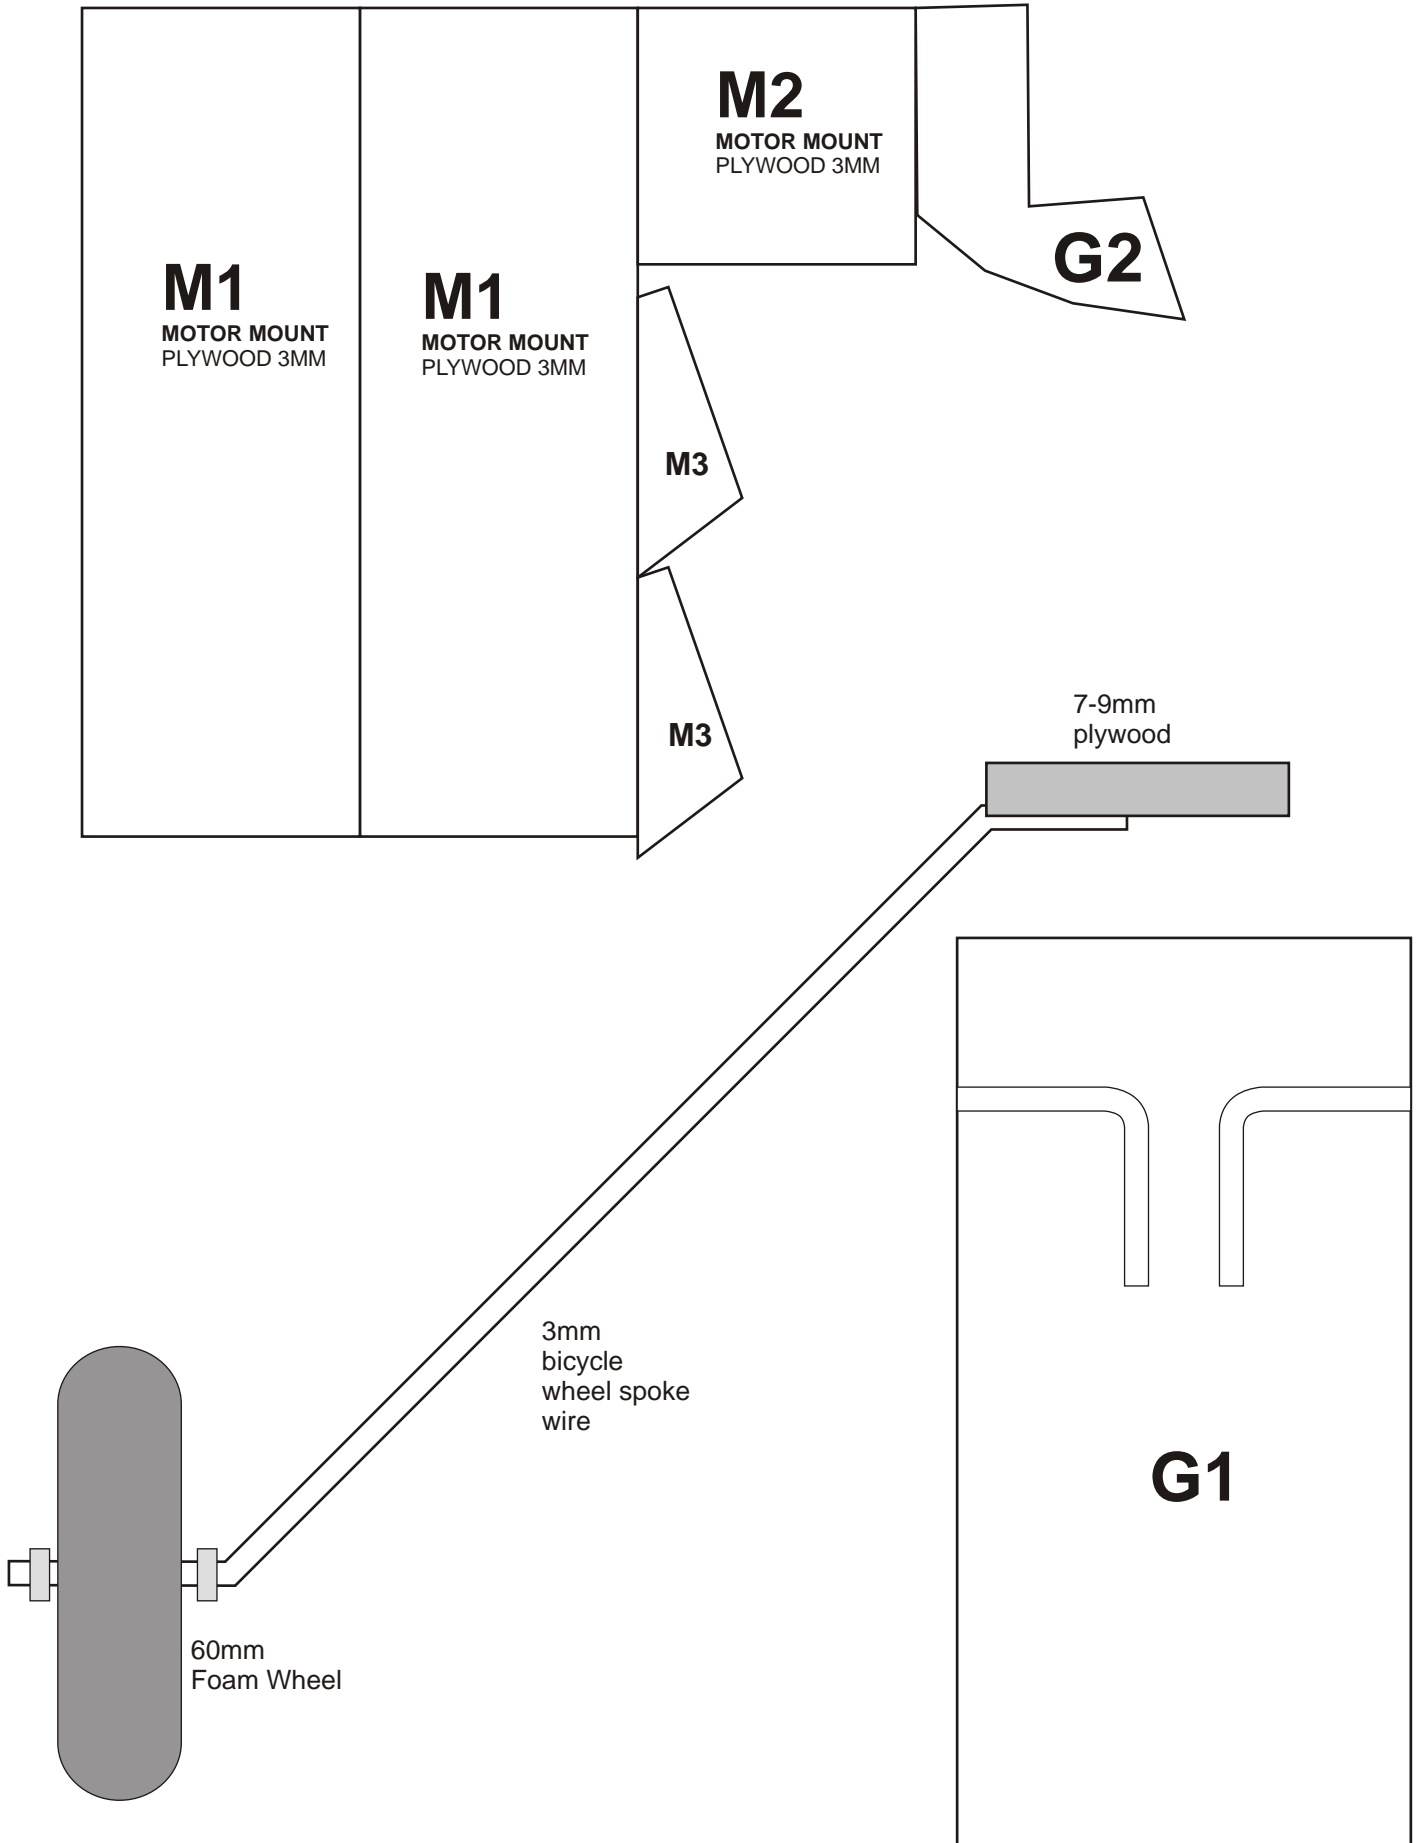 M1
MOTOR MOUNT
PLYWOOD 3MM
M1
MOTOR MOUNT
PLYWOOD 3MM
M2
MOTOR MOUNT
PLYWOOD 3MM
G2
M3
M3
7-9mm
plywood
3mm
bicycle
wheel spoke
wire
G1
60mm
Foam Wheel